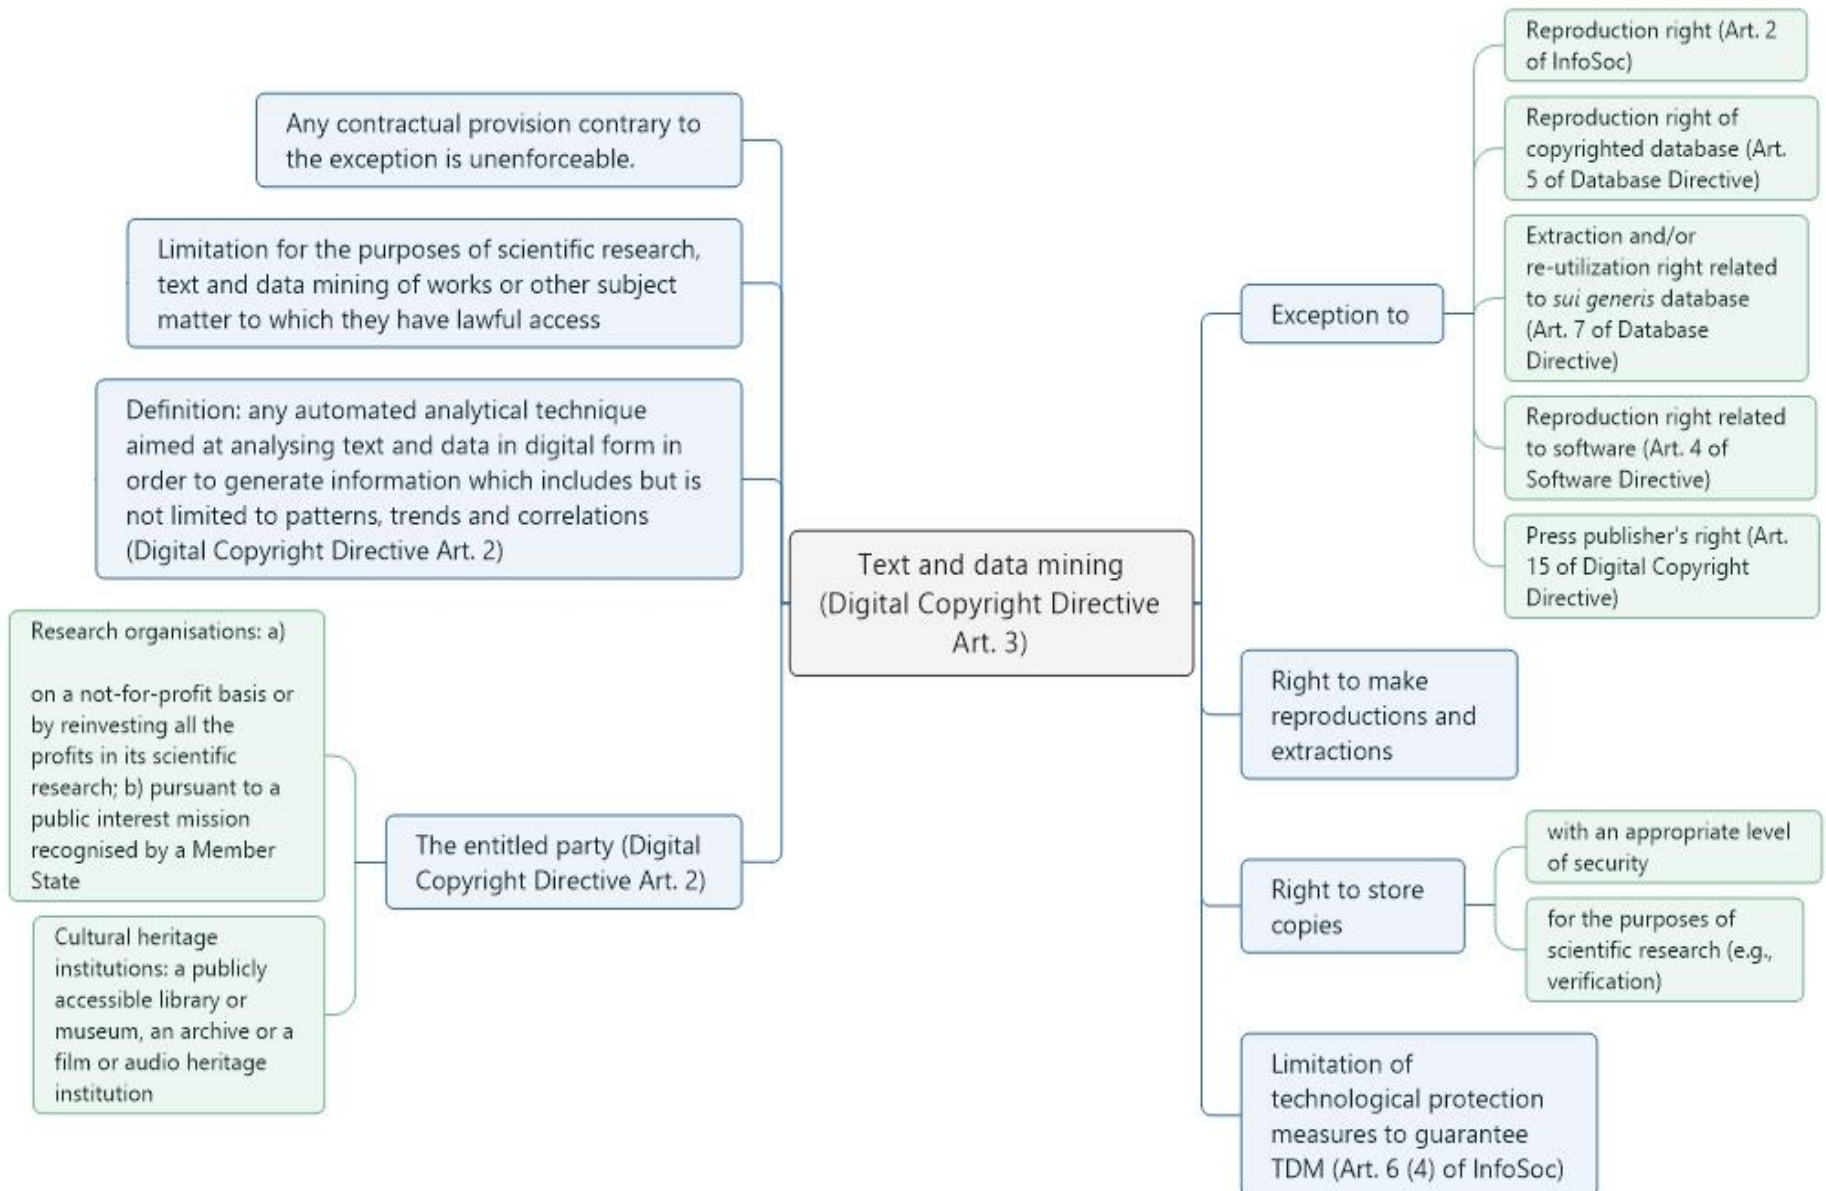 Any contractual provision contrary to
the exception is unenforceable.
Limitation for the purposes of scientific research,
text and data mining of works or other subject
matter to which they have lawful access
Definition: any automated analytical technique
aimed at analysing text and data in digital form in
order to generate information which includes but is
not limited to patterns, trends and correlations
(Digital Copyright Directive Art. 2)
Research organisations: a)
on a not-for-profit basis or
by reinvesting all the
profits in its scientific
research; b) pursuant to a
public interest mission
recognised by a Member
State
Cultural heritage
institutions: a publicly
accessible library or
museum, an archive or a
film or audio heritage
institution
The entitled party (Digital
Copyright Directive Art. 2)
Text and data mining
(Digital Copyright Directive
Art. 3)
Exception to
Reproduction right (Art. 2
of InfoSoc)
Reproduction right of
copyrighted database (Art.
5 of Database Directive)
Extraction and/or
re-utilization right related
to sui generis database
(Art. 7 of Database
Directive)
Reproduction right related
to software (Art. 4 of
Software Directive)
Press publisher's right (Art.
15 of Digital Copyright
Directive)
Right to make
reproductions and
extractions
Right to store
copies
with an appropriate level
of security
for the purposes of
scientific research (e.g.,
verification)
Limitation of
technological protection
measures to guarantee
TDM (Art. 6 (4) of InfoSoc)